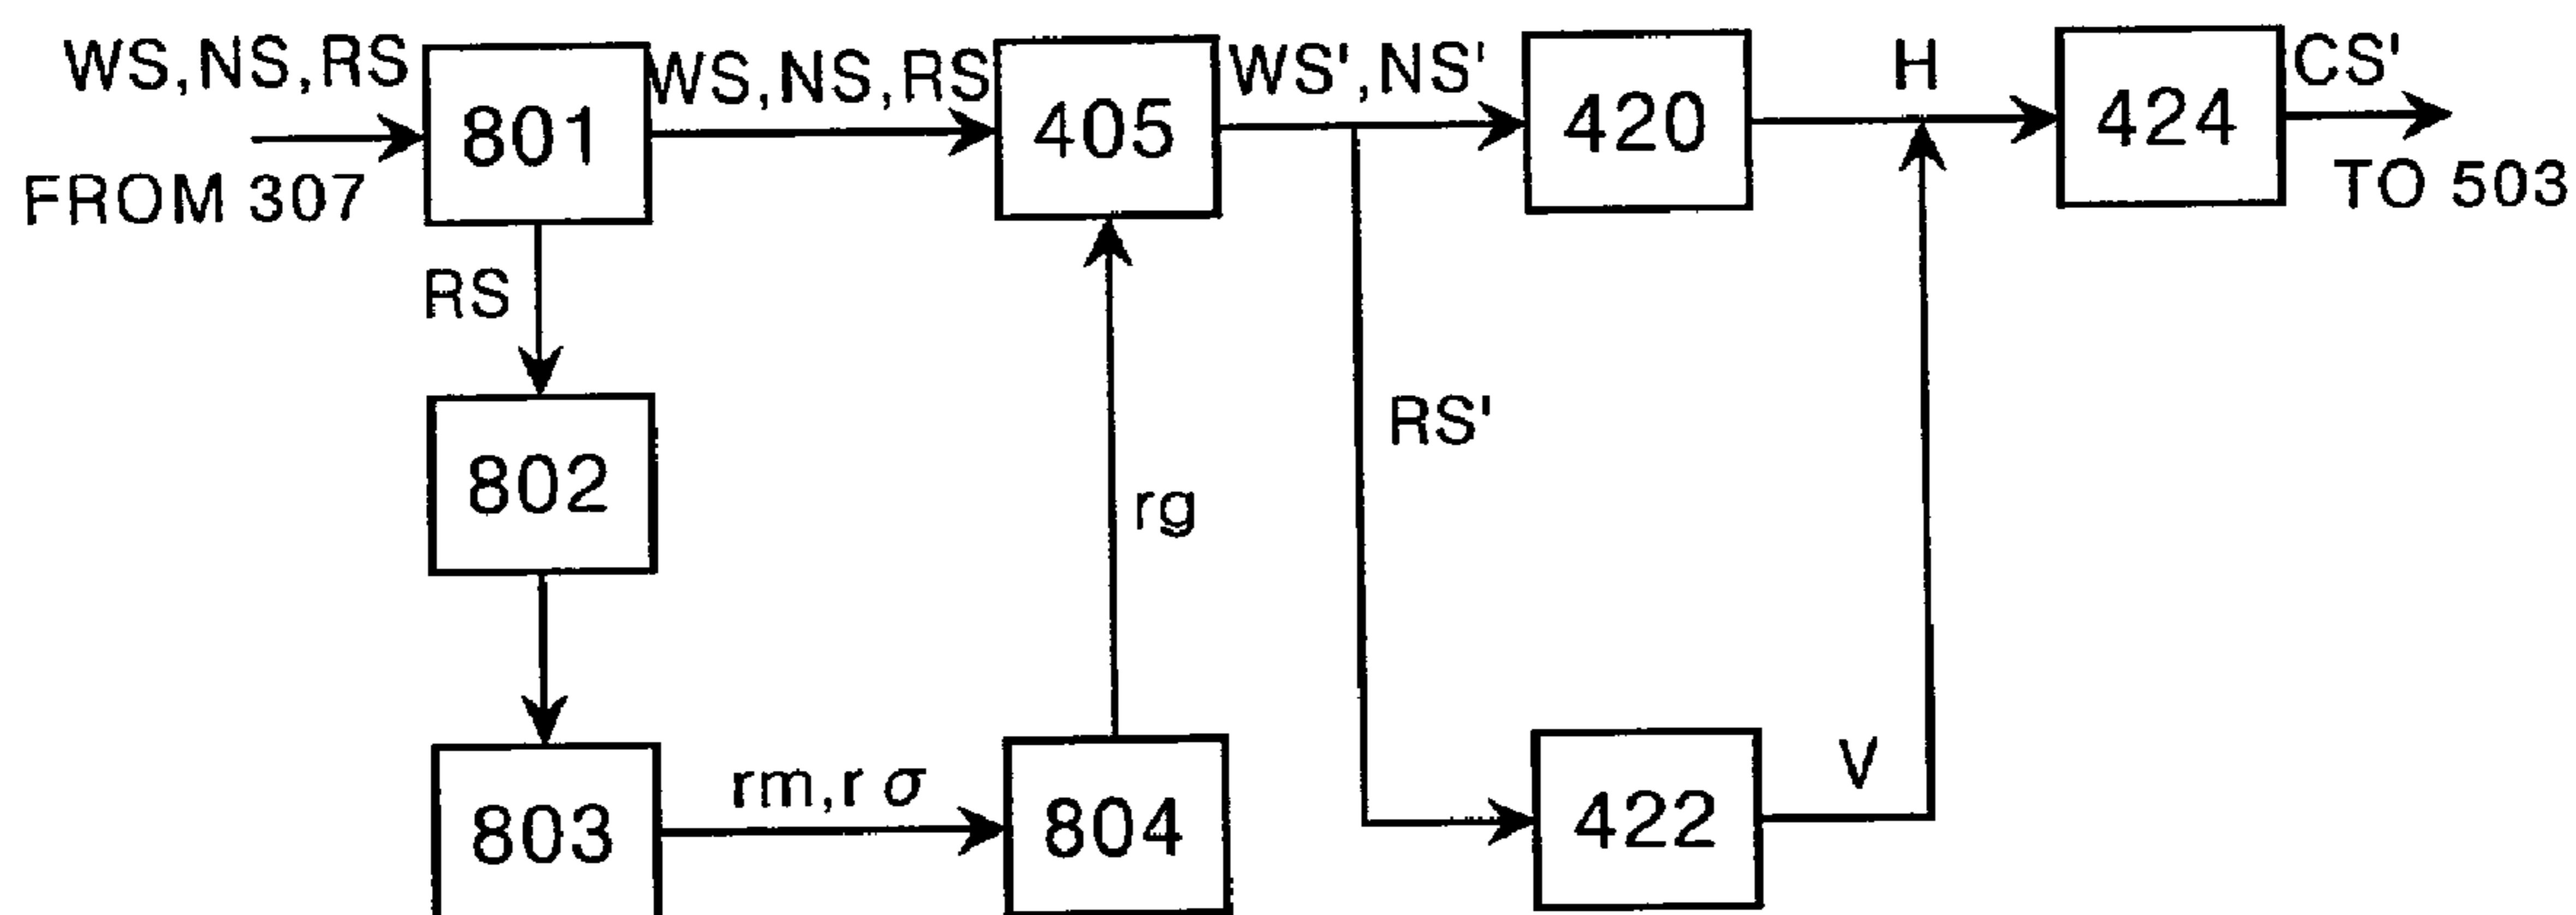 WS,NS,RS
FROM 307
801
WS,NS,RS
405
WS',NS'
420
H
424
CS'
TO 503
RS
802
rg
RS'
803
rm,r σ
804
422
V